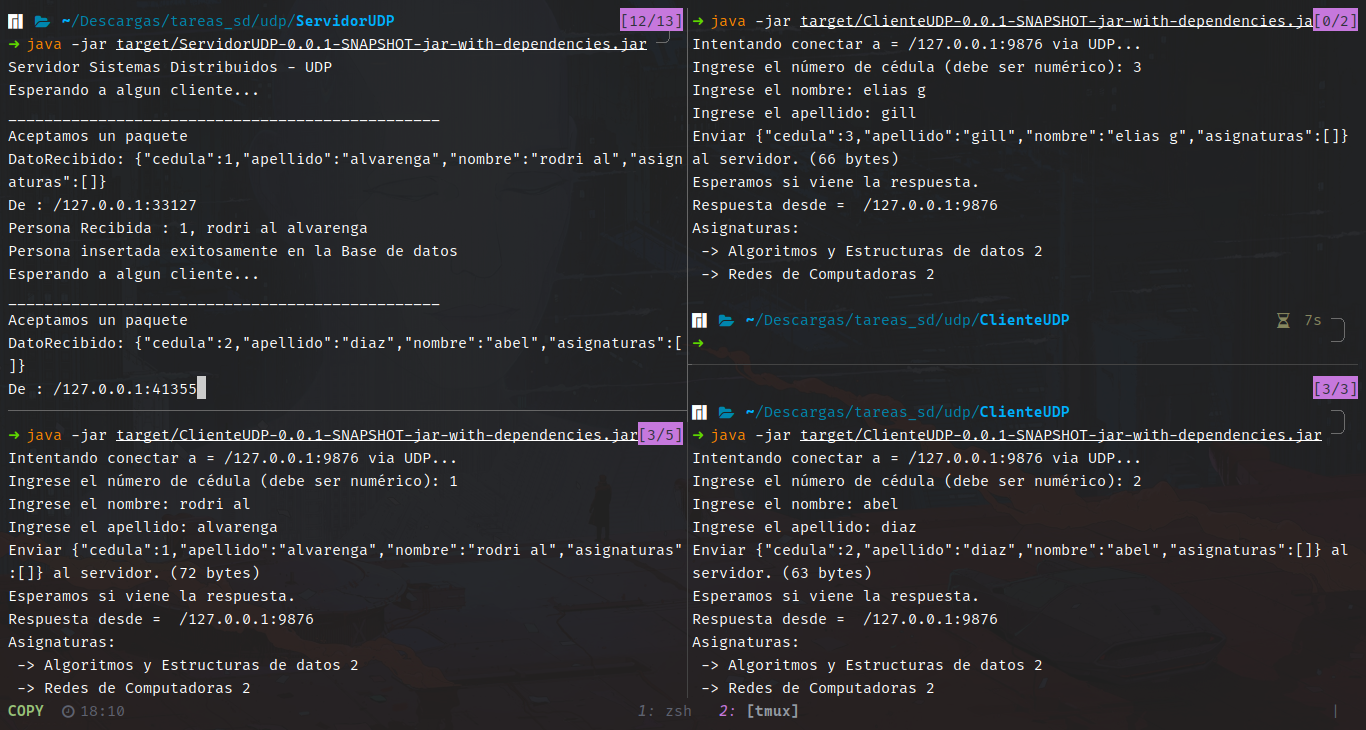 ~/Descargas/tareas_sd/udp/ServidorUDP [12/13]
➜ java -jar target/ServidorUDP-0.0.1-SNAPSHOT-jar-with-dependencies.jar
Servidor Sistemas Distribuidos - UDP
Esperando a algun cliente...
________________________________________________
Aceptamos un paquete
DatoRecibido: {"cedula":1,"apellido":"alvarenga","nombre":"rodri al","asign
aturas":[]}
De : /127.0.0.1:33127
Persona Recibida : 1, rodri al alvarenga
Persona insertada exitosamente en la Base de datos
Esperando a algun cliente...
________________________________________________
Aceptamos un paquete
DatoRecibido: {"cedula":2,"apellido":"diaz","nombre":"abel","asignaturas":[
]}
De : /127.0.0.1:41355
➜ java -jar target/ClienteUDP-0.0.1-SNAPSHOT-jar-with-dependencies.jar[3/5]
Intentando conectar a = /127.0.0.1:9876 via UDP...
Ingrese el número de cédula (debe ser numérico): 1
Ingrese el nombre: rodri al
Ingrese el apellido: alvarenga
Enviar {"cedula":1,"apellido":"alvarenga","nombre":"rodri al","asignaturas"
:[]} al servidor. (72 bytes)
Esperamos si viene la respuesta.
Respuesta desde =  /127.0.0.1:9876
Asignaturas:
-> Algoritmos y Estructuras de datos 2
-> Redes de Computadoras 2
➜ java -jar target/ClienteUDP-0.0.1-SNAPSHOT-jar-with-dependencies.ja[0/2]
Intentando conectar a = /127.0.0.1:9876 via UDP...
Ingrese el número de cédula (debe ser numérico): 3
Ingrese el nombre: elias g
Ingrese el apellido: gill
Enviar {"cedula":3,"apellido":"gill","nombre":"elias g","asignaturas":[]}
al servidor. (66 bytes)
Esperamos si viene la respuesta.
Respuesta desde =  /127.0.0.1:9876
Asignaturas:
-> Algoritmos y Estructuras de datos 2
-> Redes de Computadoras 2
~/Descargas/tareas_sd/udp/ClienteUDP 7s
➜
[3/3]
~/Descargas/tareas_sd/udp/ClienteUDP
➜ java -jar target/ClienteUDP-0.0.1-SNAPSHOT-jar-with-dependencies.jar
Intentando conectar a = /127.0.0.1:9876 via UDP...
Ingrese el número de cédula (debe ser numérico): 2
Ingrese el nombre: abel
Ingrese el apellido: diaz
Enviar {"cedula":2,"apellido":"diaz","nombre":"abel","asignaturas":[]} al
servidor. (63 bytes)
Esperamos si viene la respuesta.
Respuesta desde =  /127.0.0.1:9876
Asignaturas:
-> Algoritmos y Estructuras de datos 2
-> Redes de Computadoras 2
COPY 18:10 1: zsh 2: [tmux] |